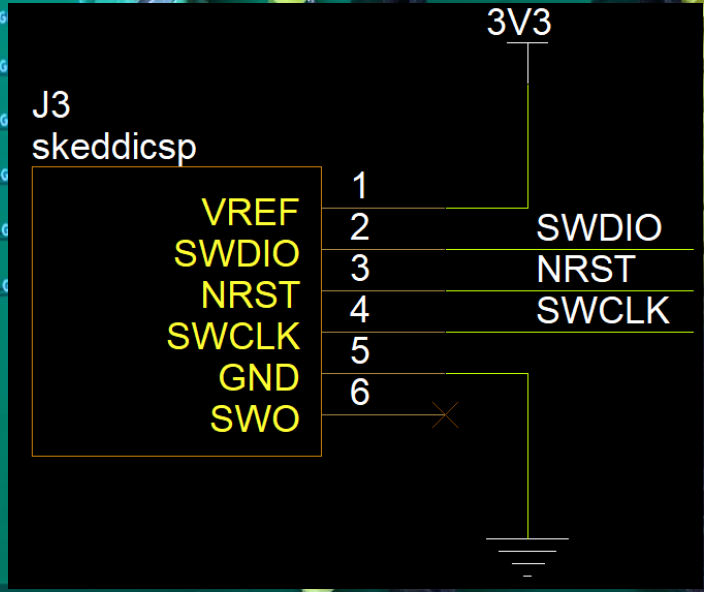 3V3
J3
skeddicsp
VREF 1
SWDIO 2 SWDIO
NRST 3 NRST
SWCLK 4 SWCLK
GND 5
SWO 6
G
G
G
G
G
G